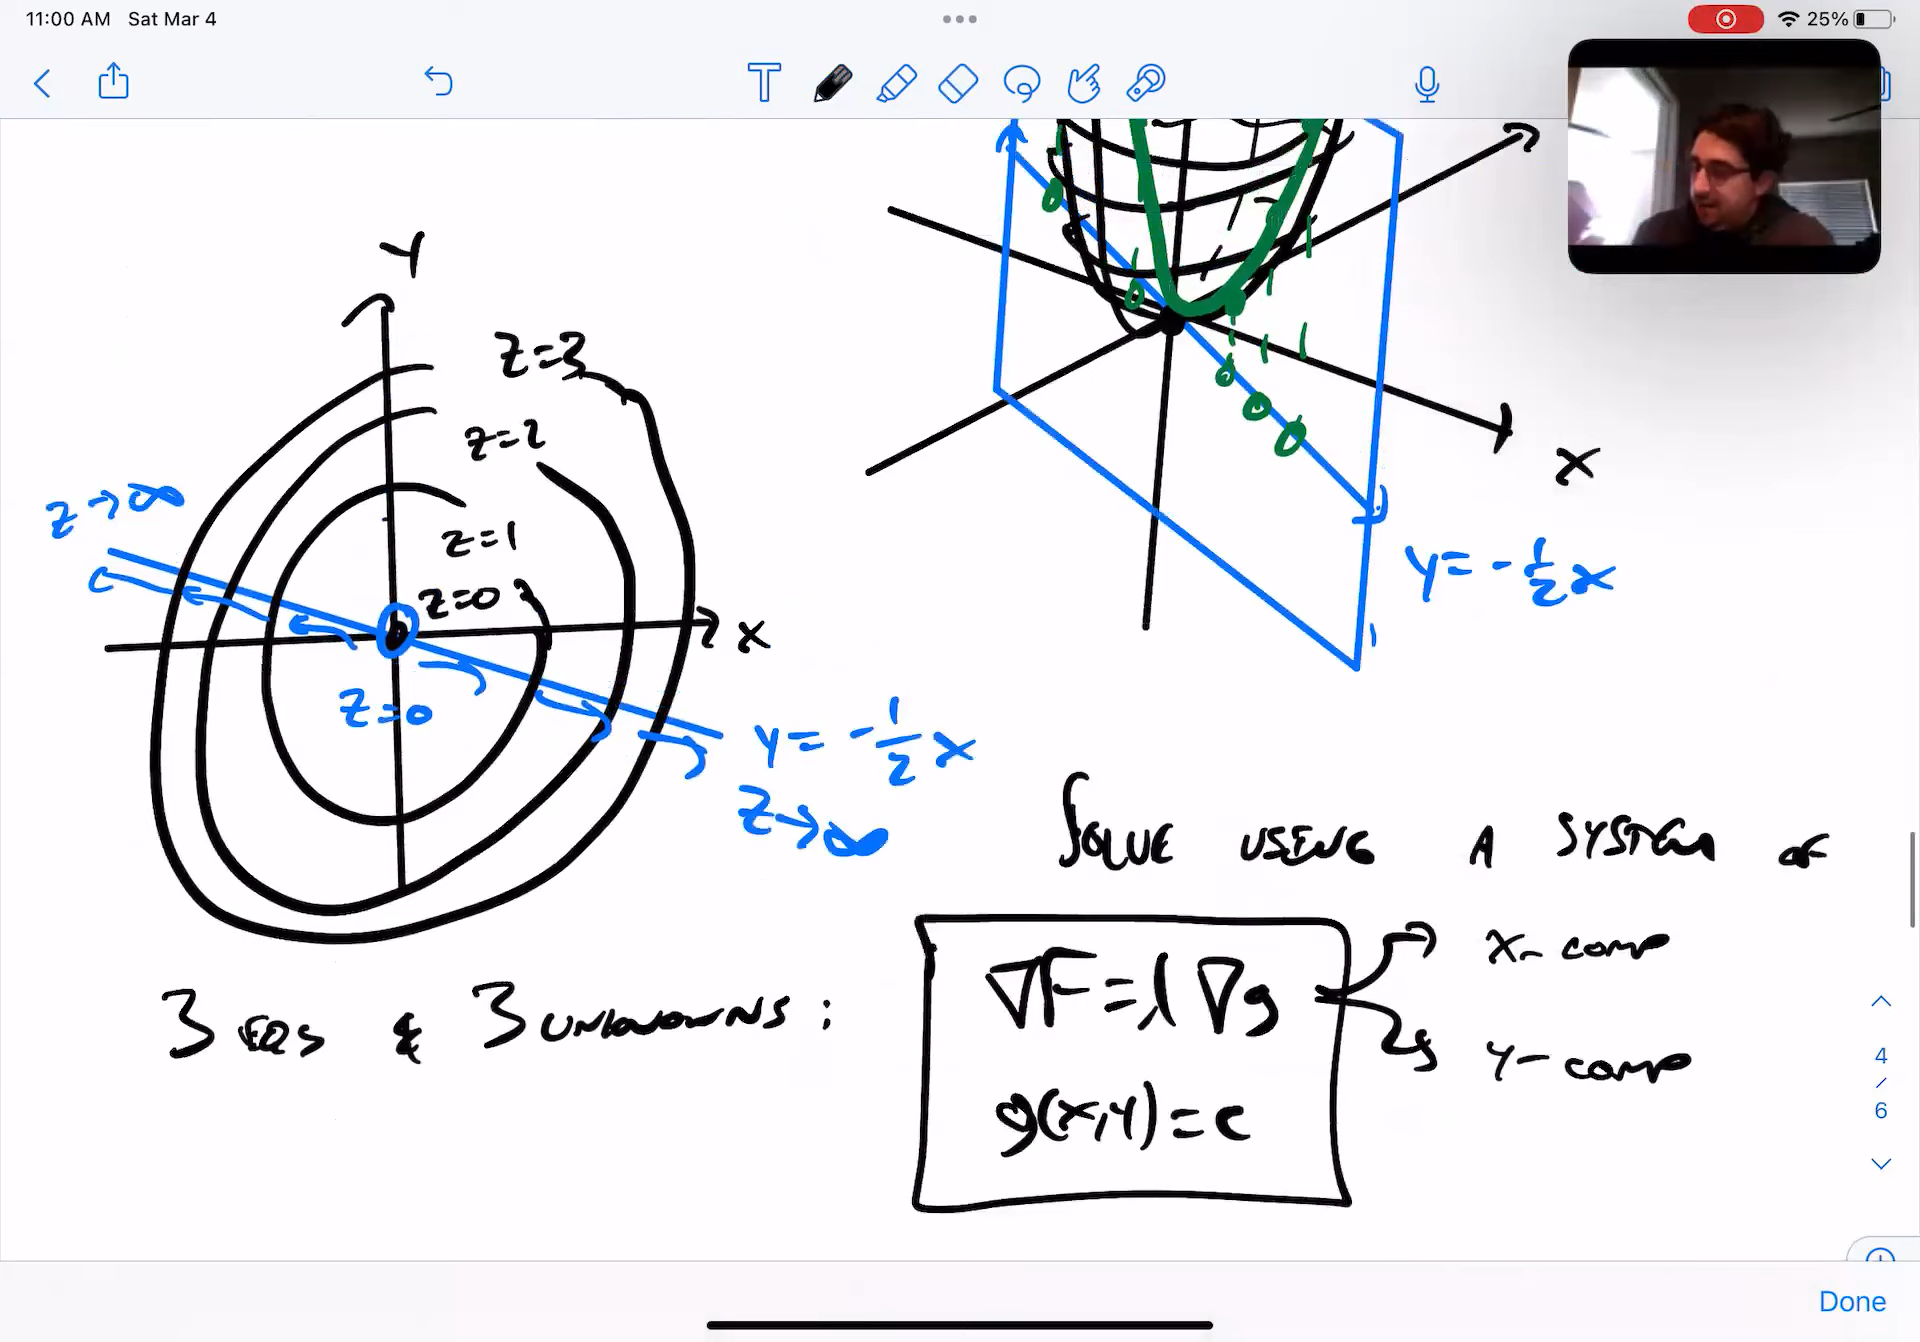 11:00 AM Sat Mar 4
25%
T
Y
z=3
z=2
z→∞
z=1
z=0
x
z=0
y=-1/2x
z→∞
x
y=-1/2x
SOLVE USING A SYSTEM OF
3 EQS & 3 UNKNOWNS:
∇F=λ∇g
g(x,y)=c
x-comp
y-comp
4
/
6
Done